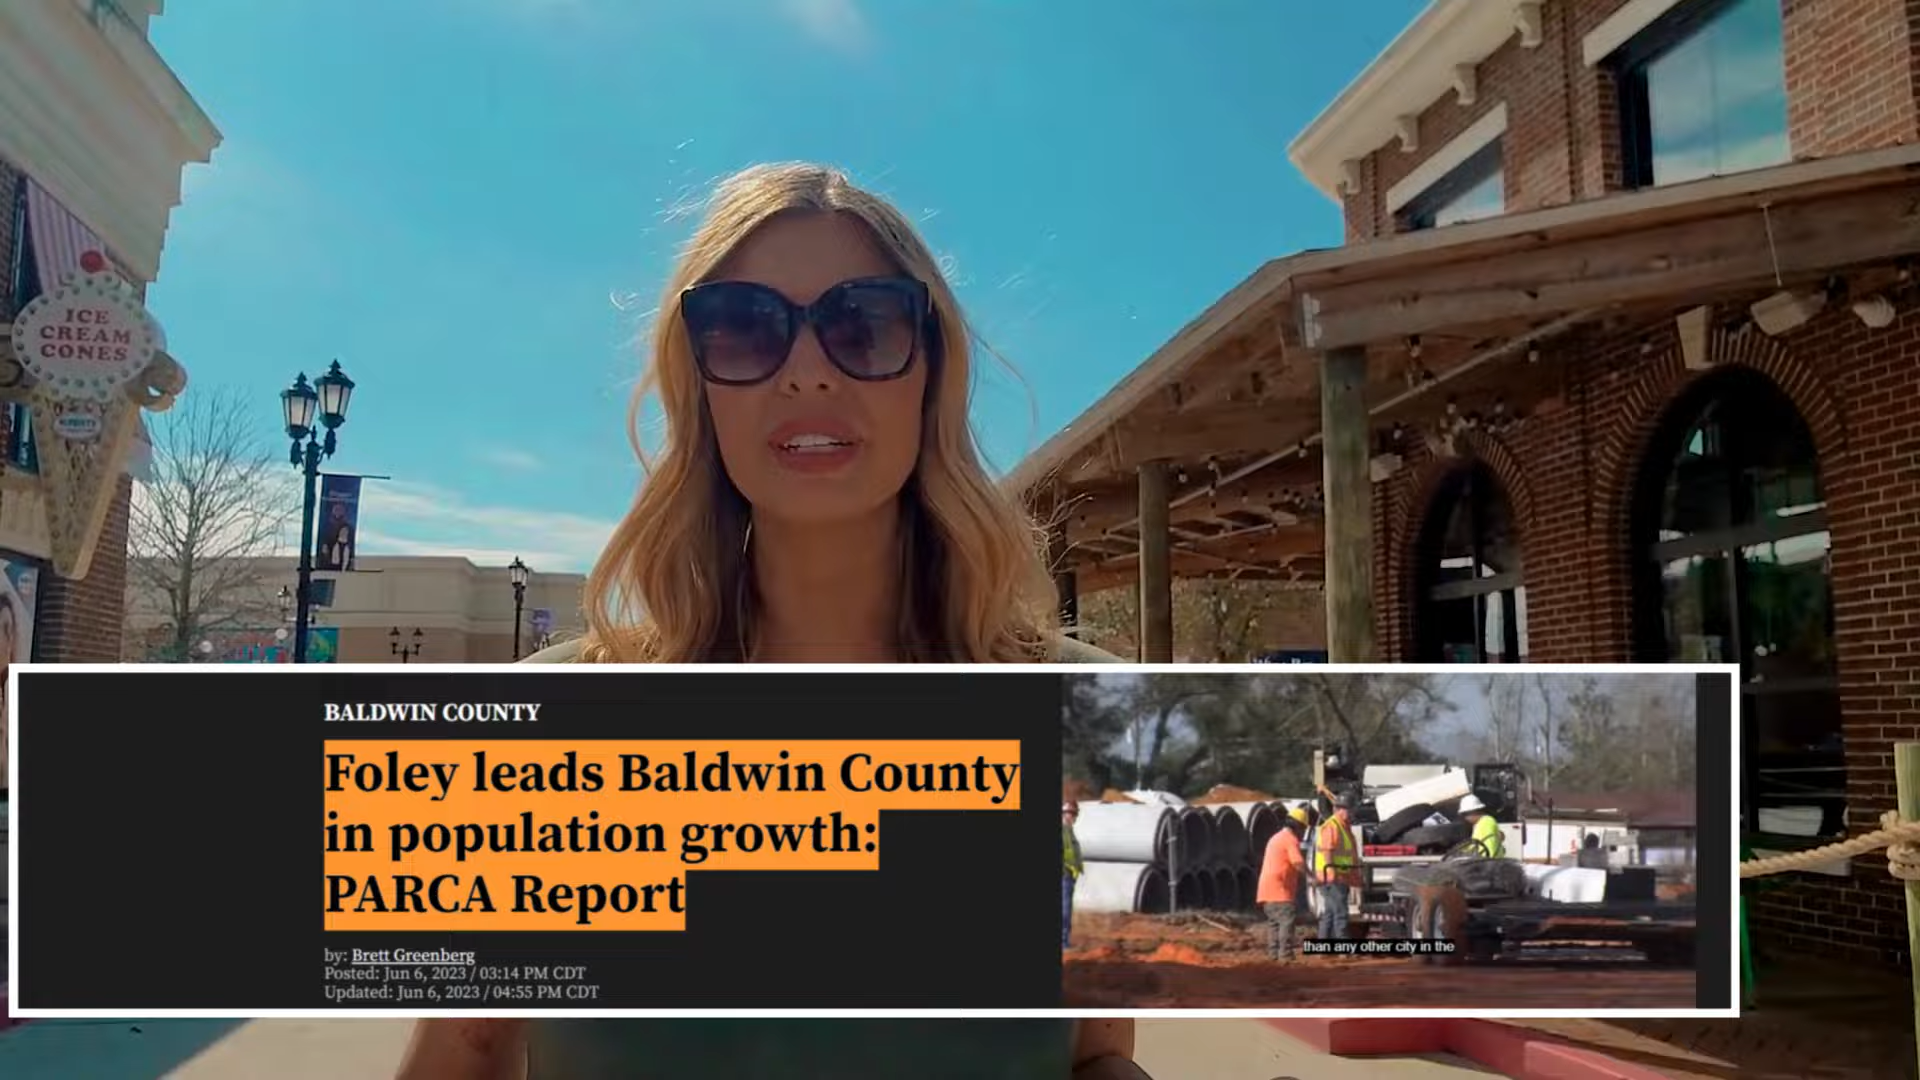 ICE
CREAM
CONES
BALDWIN COUNTY
Foley leads Baldwin County
in population growth:
PARCA Report
by: Brett Greenberg
Posted: Jun 6, 2023 / 03:14 PM CDT
Updated: Jun 6, 2023 / 04:55 PM CDT
than any other city in the